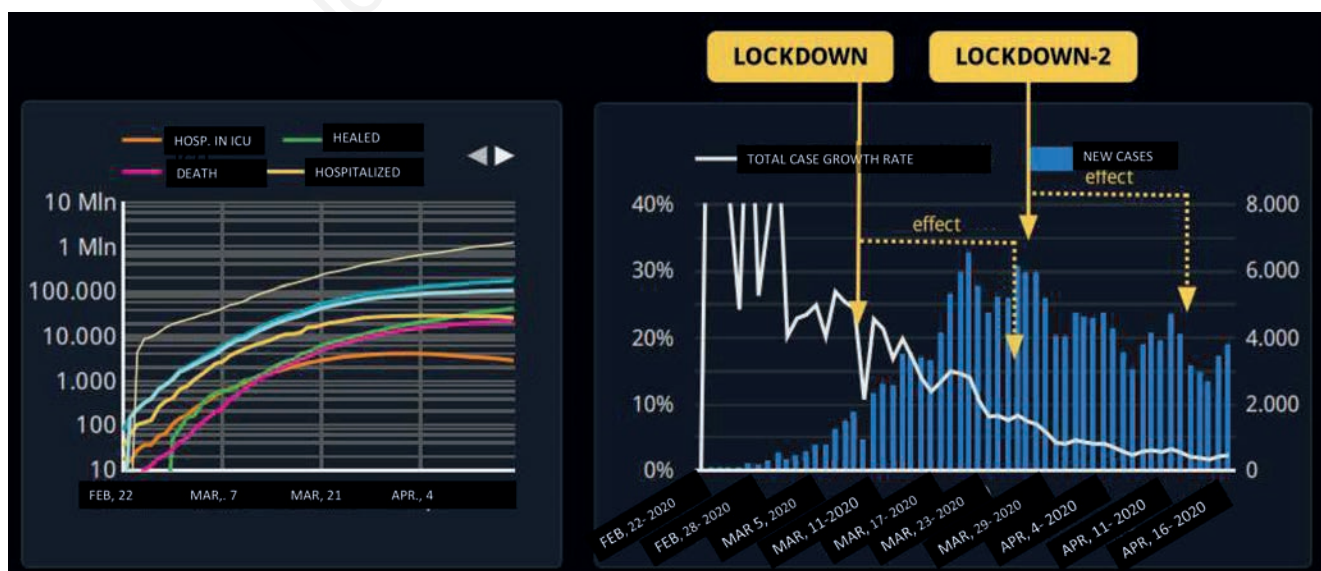 LOCKDOWN
LOCKDOWN-2
HOSP. IN ICU
HEALED
DEATH
HOSPITALIZED
10 Mln
1 Mln
100.000
10.000
1.000
100
10
FEB, 22
MAR,. 7
MAR, 21
APR., 4
TOTAL CASE GROWTH RATE
NEW CASES
effect
effect
40%
30%
20%
10%
0%
8.000
6.000
4.000
2.000
0
FEB, 22- 2020
FEB, 28- 2020
MAR 5, 2020
MAR, 11-2020
MAR, 17- 2020
MAR, 23- 2020
MAR, 29- 2020
APR, 4- 2020
APR, 11- 2020
APR, 16- 2020